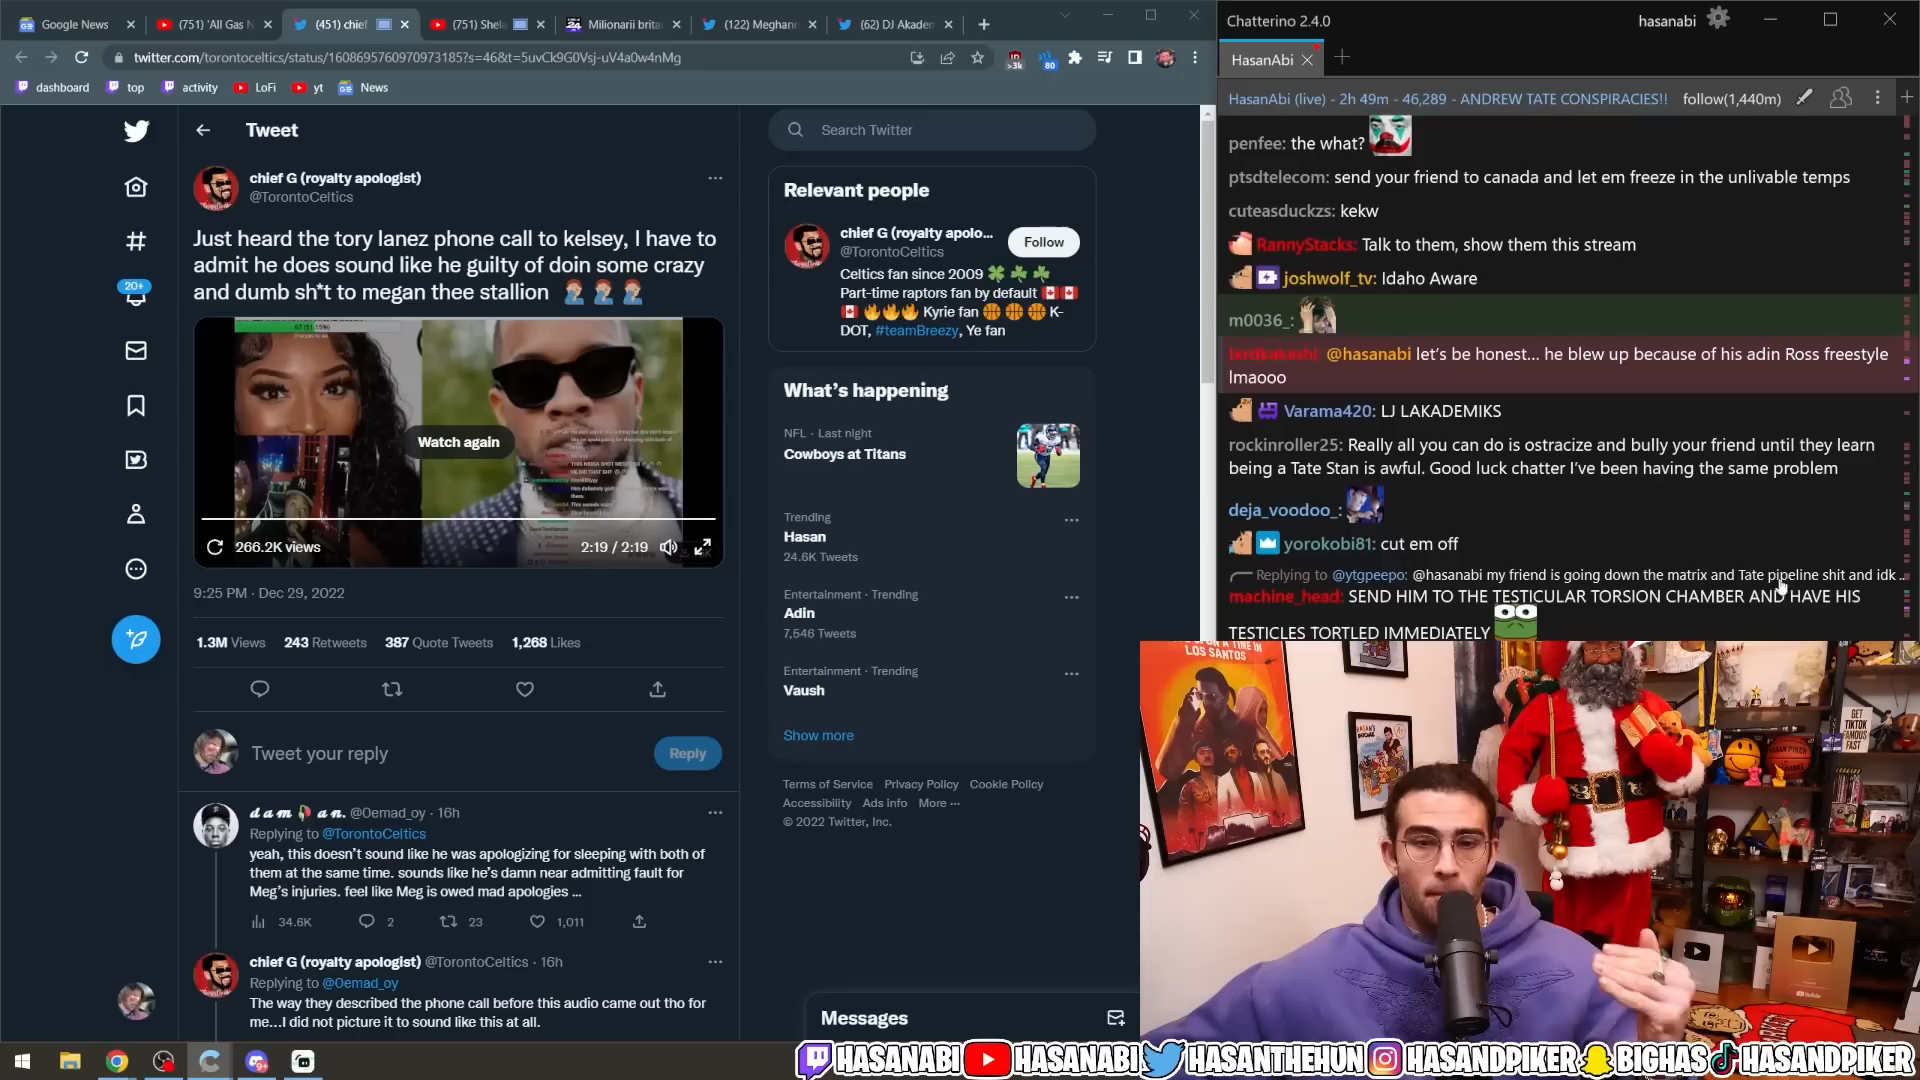 Google News
(751) 'All Gas N
(451) chief
(751) Shela
Milionarii brita
(122) Meghann
(62) DJ Akadem
twitter.com/torontoceltics/status/1608695760970973185?s=46&t=5uvCk9G0Vsj-uV4a0w4nMg
>3k
80
dashboard
top
activity
LoFi
yt
News
20+
Tweet
chief G (royalty apologist)
@TorontoCeltics
Just heard the tory lanez phone call to kelsey, I have to
admit he does sound like he guilty of doin some crazy
and dumb sh*t to megan thee stallion
Watch again
266.2K views
2:19 / 2:19
9:25 PM · Dec 29, 2022
1.3M Views 243 Retweets 387 Quote Tweets 1,268 Likes
Tweet your reply
Reply
d a m a n. @0emad_oy · 16h
Replying to @TorontoCeltics
yeah, this doesn't sound like he was apologizing for sleeping with both of
them at the same time. sounds like he's damn near admitting fault for
Meg's injuries. feel like Meg is owed mad apologies ...
34.6K 2 23 1,011
chief G (royalty apologist) @TorontoCeltics · 16h
Replying to @0emad_oy
The way they described the phone call before this audio came out tho for
me...I did not picture it to sound like this at all.
Search Twitter
Relevant people
chief G (royalty apolo...
@TorontoCeltics
Follow
Celtics fan since 2009
Part-time raptors fan by default
Kyrie fan K-
DOT, #teamBreezy, Ye fan
What's happening
NFL · Last night
Cowboys at Titans
Trending
Hasan
24.6K Tweets
Entertainment · Trending
Adin
7,546 Tweets
Entertainment · Trending
Vaush
Show more
Terms of Service Privacy Policy Cookie Policy
Accessibility Ads info More ···
© 2022 Twitter, Inc.
Messages
Chatterino 2.4.0
hasanabi
HasanAbi
HasanAbi (live) - 2h 49m - 46,289 - ANDREW TATE CONSPIRACIES!! follow(1,440m)
penfee: the what?
ptsdtelecom: send your friend to canada and let em freeze in the unlivable temps
cuteasduckzs: kekw
RannyStacks: Talk to them, show them this stream
joshwolf_tv: Idaho Aware
m0036_:
lxrdkakashi: @hasanabi let's be honest... he blew up because of his adin Ross freestyle
lmaooo
Varama420: LJ LAKADEMIKS
rockinroller25: Really all you can do is ostracize and bully your friend until they learn
being a Tate Stan is awful. Good luck chatter I've been having the same problem
deja_voodoo_:
yorokobi81: cut em off
Replying to @ytgpeepo: @hasanabi my friend is going down the matrix and Tate pipeline shit and idk ..
machine_head: SEND HIM TO THE TESTICULAR TORSION CHAMBER AND HAVE HIS
TESTICLES TORTLED IMMEDIATELY
LOS SANTOS
GET
TIKTOK
FAMOUS
FAST
HASANABI HASANABI HASANTHEHUN HASANDPIKER BIGHAS HASANDPIKER